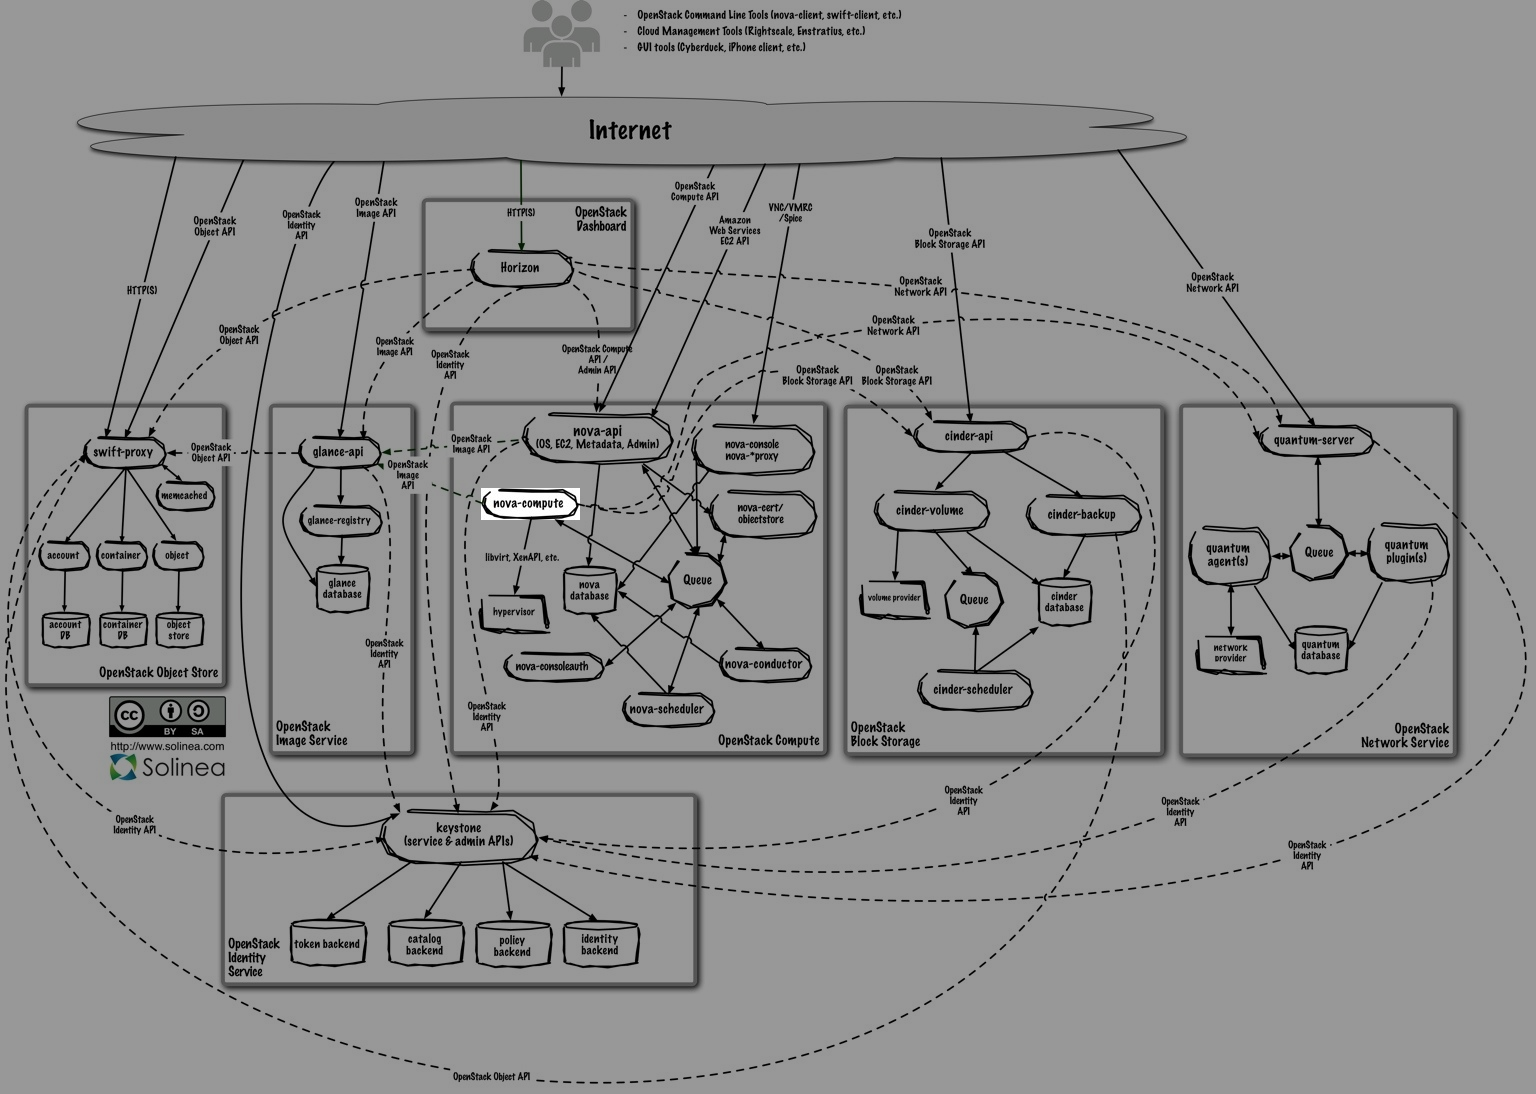 - OpenStack Command Line Tools (nova-client, swift-client, etc.)
- Cloud Management Tools (Rightscale, Enstratius, etc.)
- GUI tools (Cyberduck, iPhone client, etc.)
Internet
HTTP(S)
OpenStack
Object API
OpenStack
Identity
API
OpenStack
Image API
HTTP(S)
OpenStack
Dashboard
Horizon
OpenStack
Compute API
Amazon
Web Services
EC2 API
VNC/VMRC
/Spice
OpenStack
Block Storage API
OpenStack
Network API
OpenStack
Network API
OpenStack
Network API
OpenStack
Object API
OpenStack
Image API
OpenStack
Identity
API
OpenStack Compute
API /
Admin API
OpenStack
Block Storage API
OpenStack
Block Storage API
swift-proxy
OpenStack
Object API
memcached
account
container
object
account
DB
container
DB
object
store
OpenStack Object Store
glance-api
OpenStack
Image API
OpenStack
Image
API
glance-registry
glance
database
OpenStack
Identity
API
OpenStack
Image Service
nova-api
(OS, EC2, Metadata, Admin)
nova-console
nova-*proxy
nova-compute
nova-cert/
objectstore
libvirt, XenAPI, etc.
hypervisor
nova
database
Queue
nova-consoleauth
nova-conductor
nova-scheduler
OpenStack
Identity
API
OpenStack Compute
cinder-api
cinder-volume
cinder-backup
volume provider
Queue
cinder
database
cinder-scheduler
OpenStack
Block Storage
quantum-server
quantum
agent(s)
Queue
quantum
plugin(s)
network
provider
quantum
database
OpenStack
Network Service
cc
BY SA
http://www.solinea.com
Solinea
OpenStack
Identity API
OpenStack
Identity
API
OpenStack
Identity
API
OpenStack
Identity
API
keystone
(service & admin APIs)
token backend
catalog
backend
policy
backend
identity
backend
OpenStack
Identity
Service
OpenStack Object API